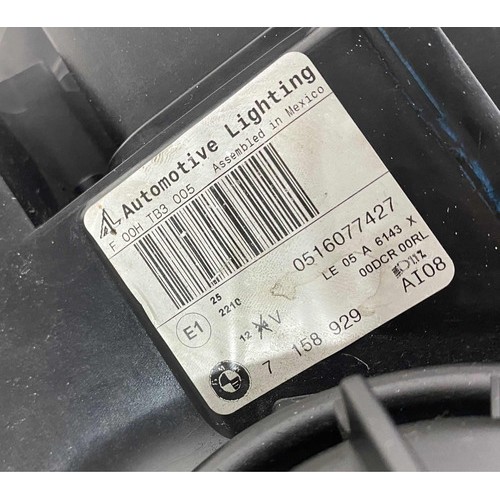 Automotive Lighting
Assembled in Mexico
F 00H TB3 005
0516077427
LE 05 A 6143 X
00DCR 00RL
AI08
25
2210
E1
12 V
7 158 929
BMW